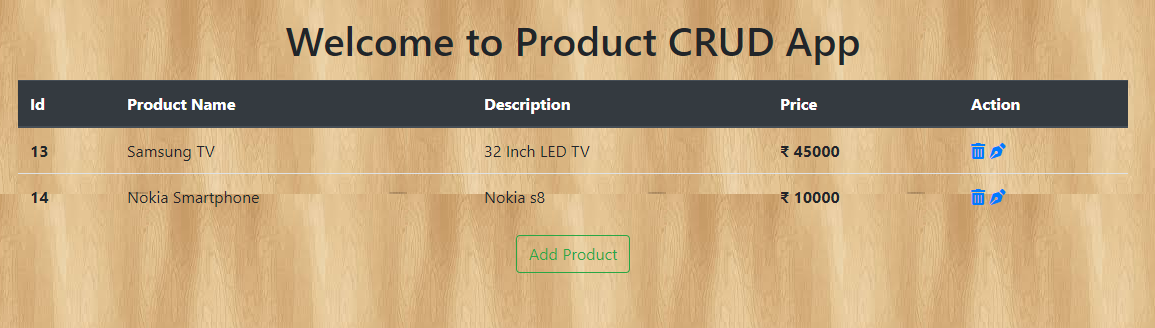 Welcome to Product CRUD App
Id Product Name Description Price Action
13 Samsung TV 32 Inch LED TV ₹ 45000
14 Nokia Smartphone Nokia s8 ₹ 10000
Add Product